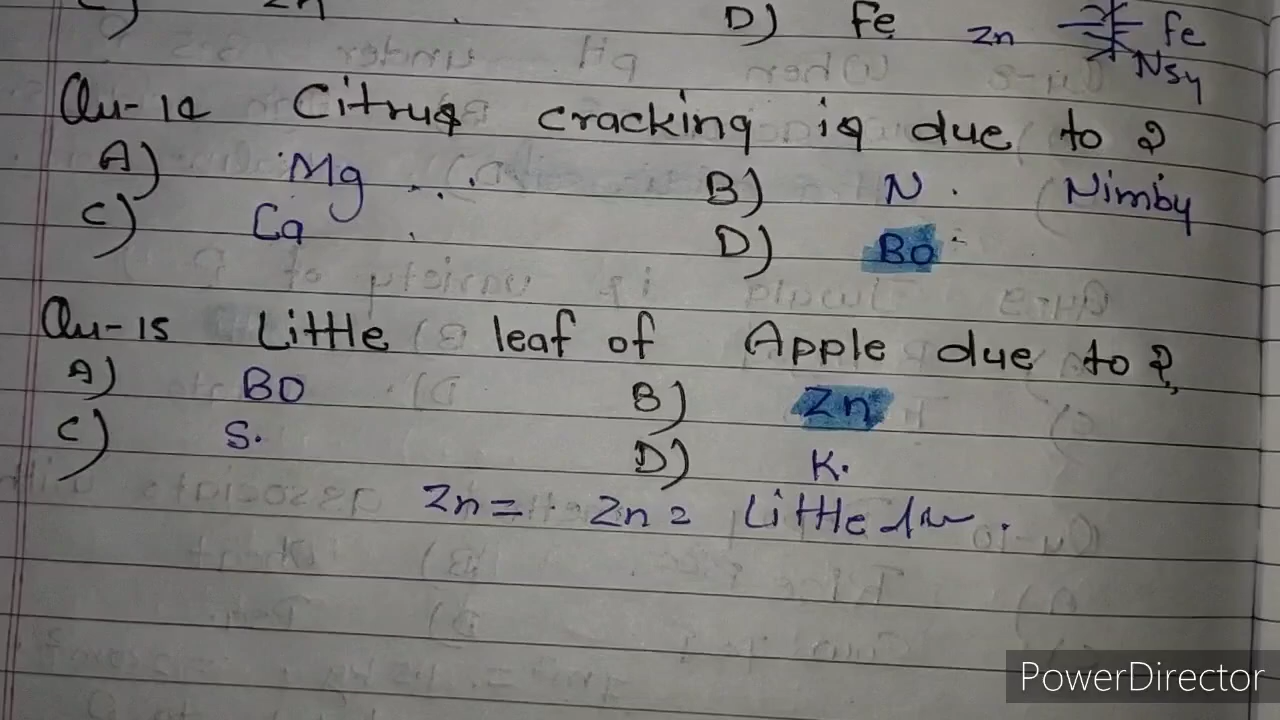 C) Zn D) Fe Zn Fe
Nsy
Qu-14 Citrus cracking is due to ?
A) Mg B) N. Nimby
C) Ca D) Bo
Qu-15 Little leaf of Apple due to ?
A) BO B) Zn
C) S. D) K.
Zn = Zn = Little
PowerDirector